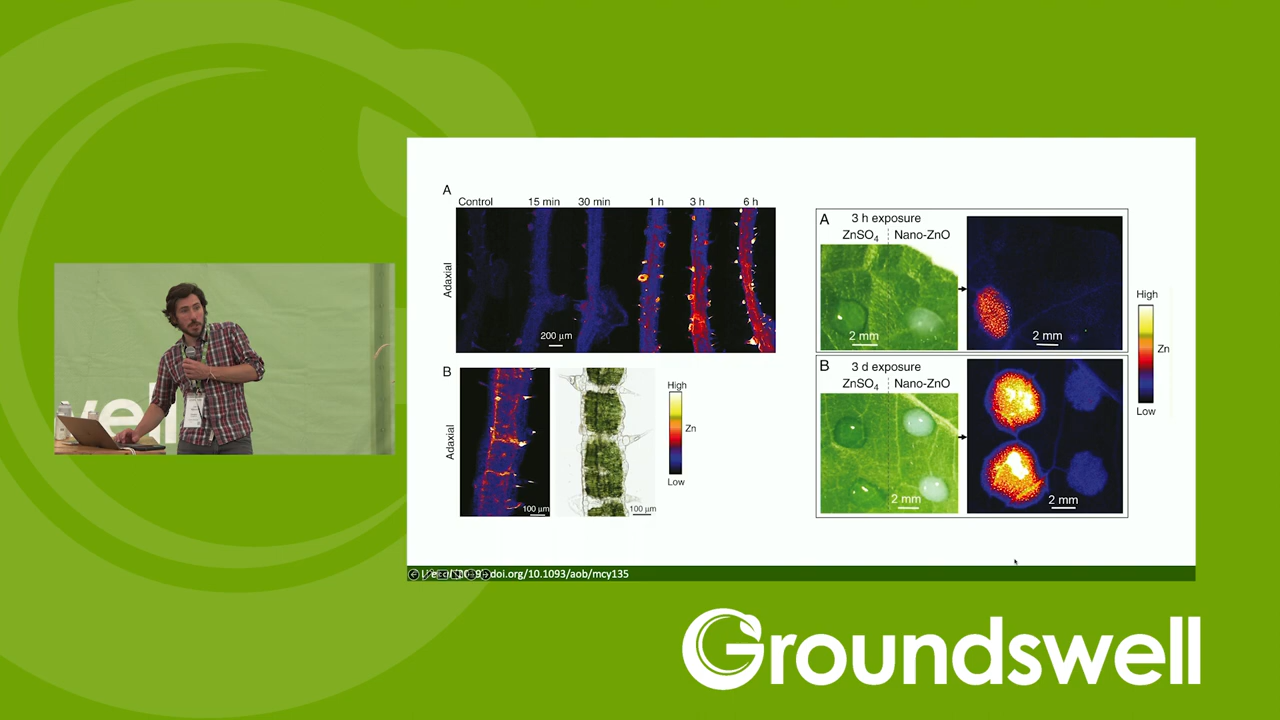 A
Control 15 min 30 min 1 h 3 h 6 h
Adaxial
200 µm
B
Adaxial
100 µm
100 µm
High
Zn
Low
A
3 h exposure
ZnSO₄ Nano-ZnO
2 mm
2 mm
B
3 d exposure
ZnSO₄ Nano-ZnO
2 mm
2 mm
High
Zn
Low
doi.org/10.1093/aob/mcy135
well
Groundswell